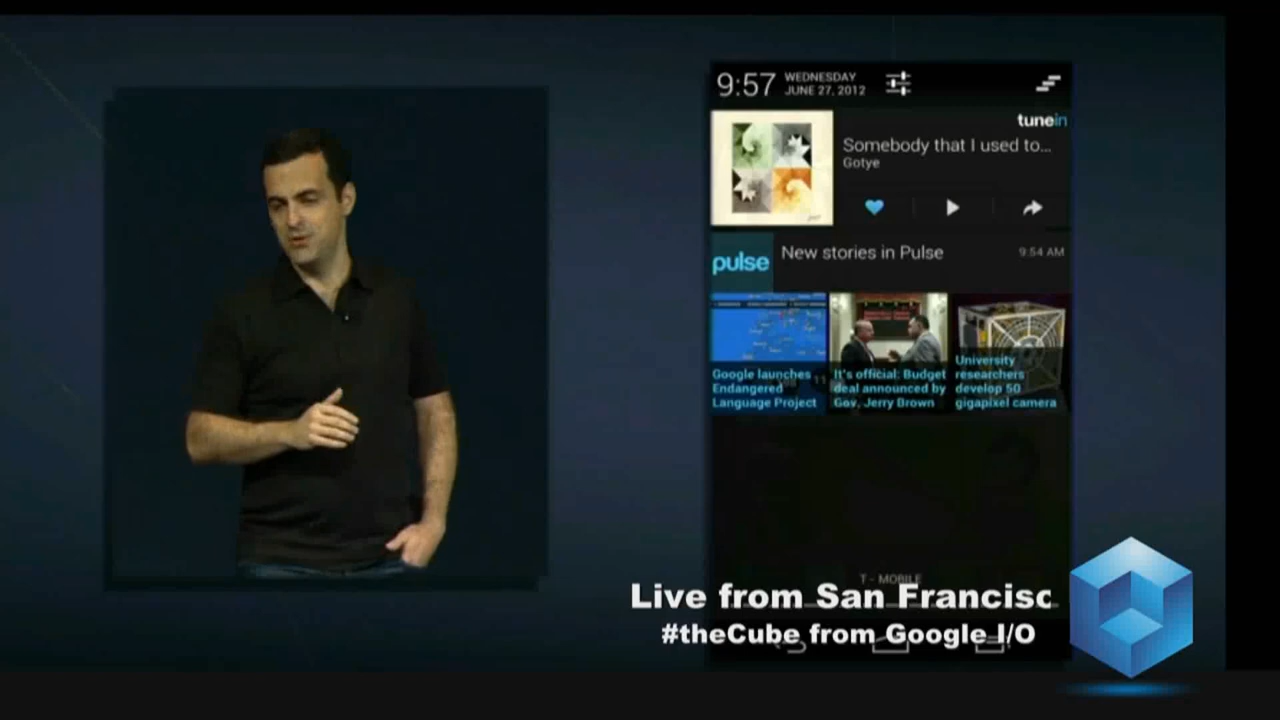 9:57
WEDNESDAY
JUNE 27, 2012
tunein
Somebody that I used to...
Gotye
pulse
New stories in Pulse
9:54 AM
Google launches
Endangered
Language Project
It's official: Budget
deal announced by
Gov. Jerry Brown
University
researchers
develop 50
gigapixel camera
T - MOBILE
Live from San Francisc
#theCube from Google I/O